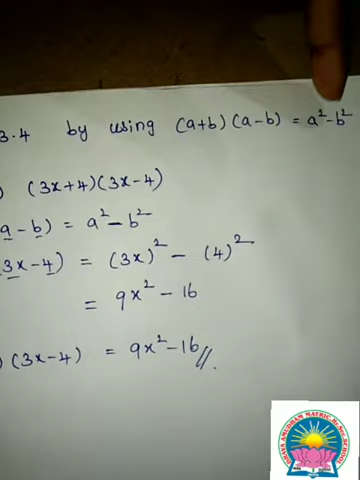 3.4 by using (a+b)(a-b) = a²-b²
) (3x+4)(3x-4)
a-b) = a²-b²
3x-4) = (3x)² - (4)²
= 9x² - 16
) (3x-4) = 9x²-16//.